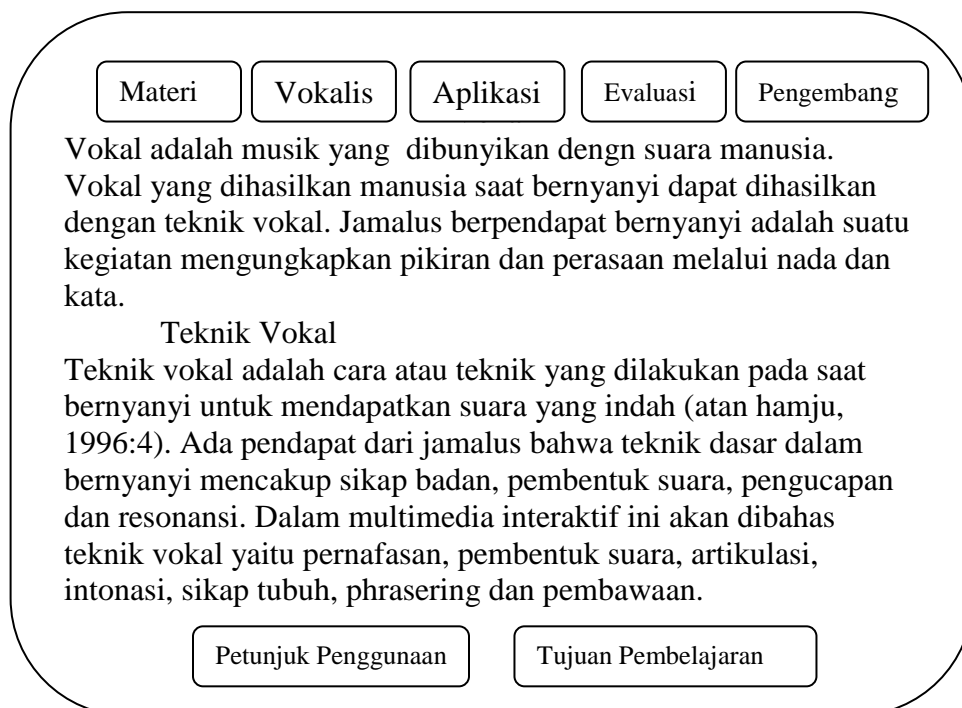 Materi Vokalis Aplikasi Evaluasi Pengembang
Vokal adalah musik yang dibunyikan dengn suara manusia.
Vokal yang dihasilkan manusia saat bernyanyi dapat dihasilkan
dengan teknik vokal. Jamalus berpendapat bernyanyi adalah suatu
kegiatan mengungkapkan pikiran dan perasaan melalui nada dan
kata.
Teknik Vokal
Teknik vokal adalah cara atau teknik yang dilakukan pada saat
bernyanyi untuk mendapatkan suara yang indah (atan hamju,
1996:4). Ada pendapat dari jamalus bahwa teknik dasar dalam
bernyanyi mencakup sikap badan, pembentuk suara, pengucapan
dan resonansi. Dalam multimedia interaktif ini akan dibahas
teknik vokal yaitu pernafasan, pembentuk suara, artikulasi,
intonasi, sikap tubuh, phrasering dan pembawaan.
Petunjuk Penggunaan Tujuan Pembelajaran